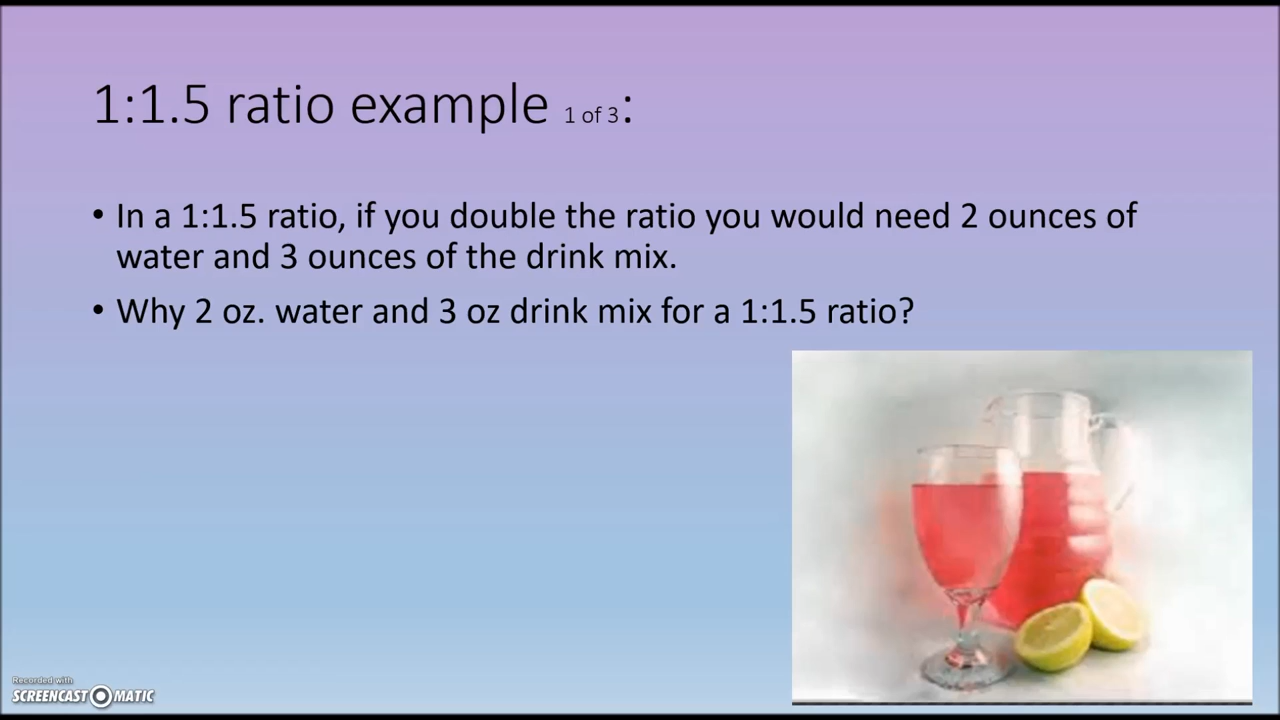 1:1.5 ratio example 1 of 3:
• In a 1:1.5 ratio, if you double the ratio you would need 2 ounces of
water and 3 ounces of the drink mix.
• Why 2 oz. water and 3 oz drink mix for a 1:1.5 ratio?
Recorded with
SCREENCAST MATIC